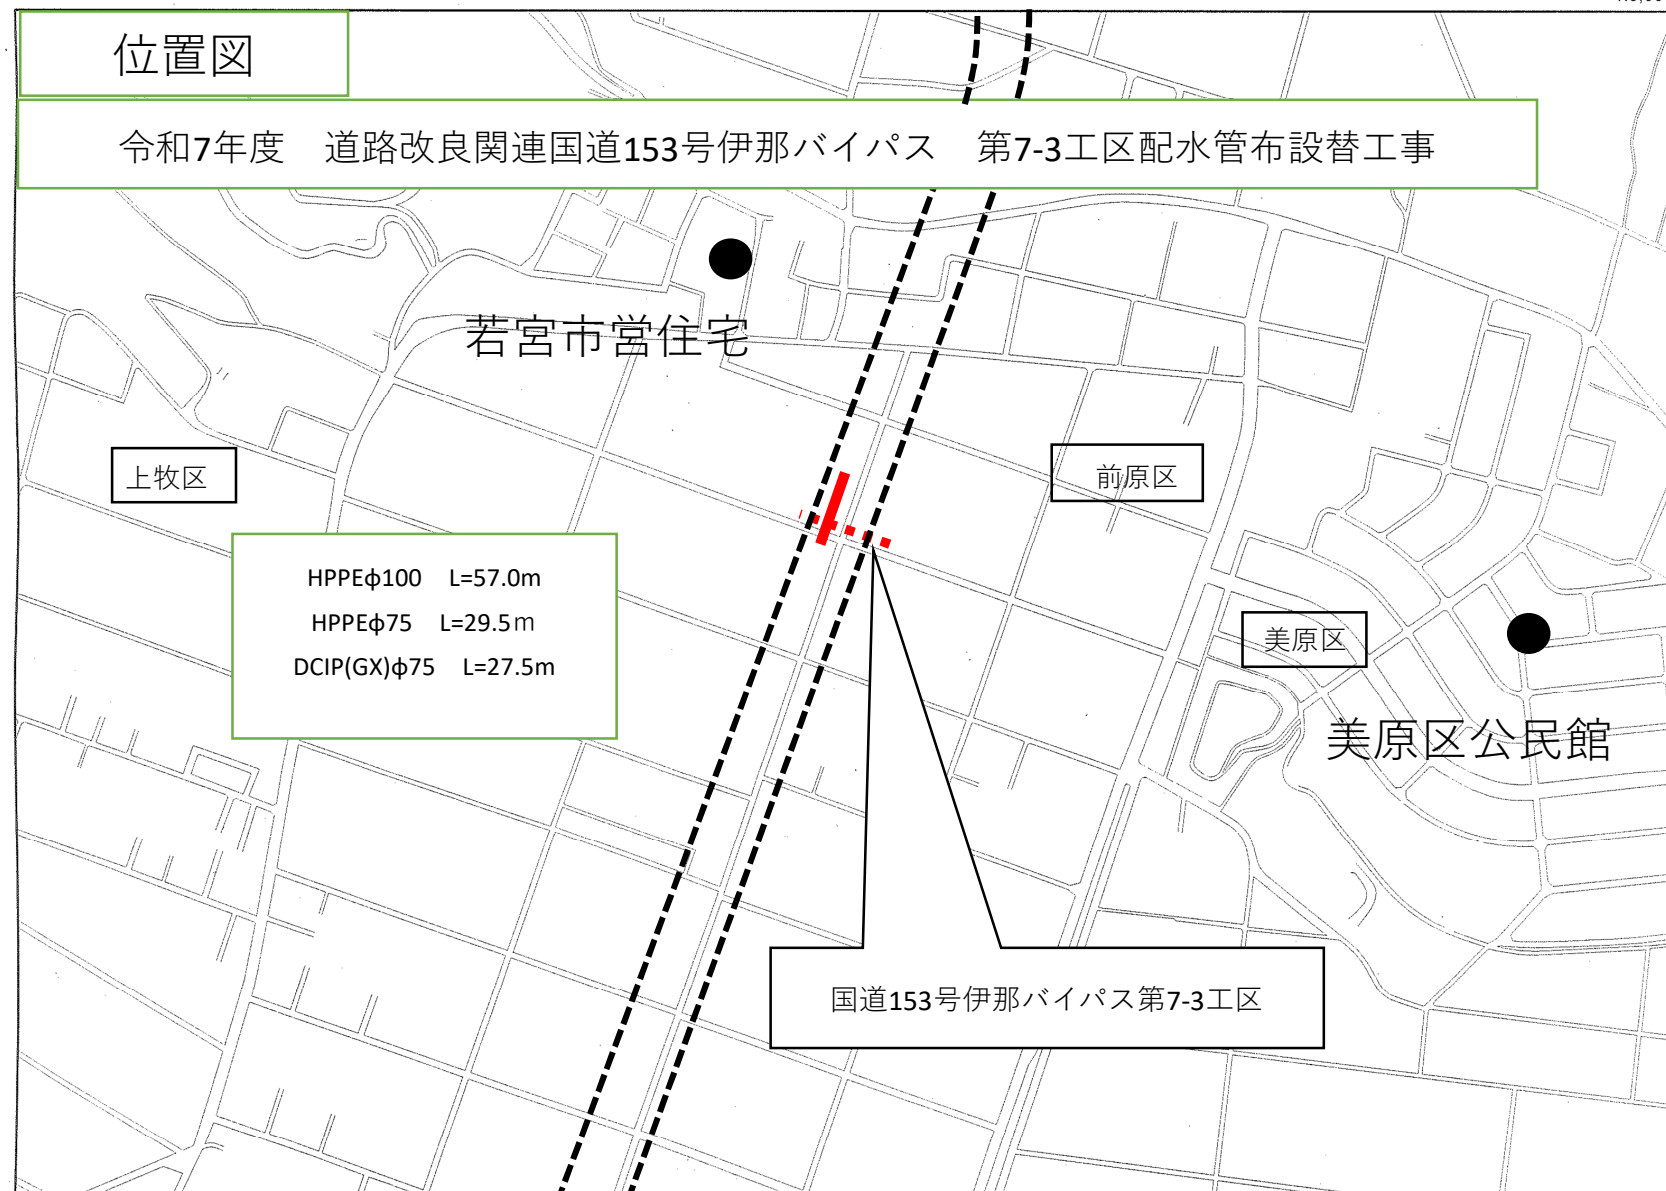 位置図
令和7年度　道路改良関連国道153号伊那バイパス　第7-3工区配水管布設替工事
若宮市営住宅
上牧区
前原区
HPPEφ100　L=57.0m
HPPEφ75　L=29.5ｍ
DCIP(GX)φ75　L=27.5m
美原区
美原区公民館
国道153号伊那バイパス第7-3工区